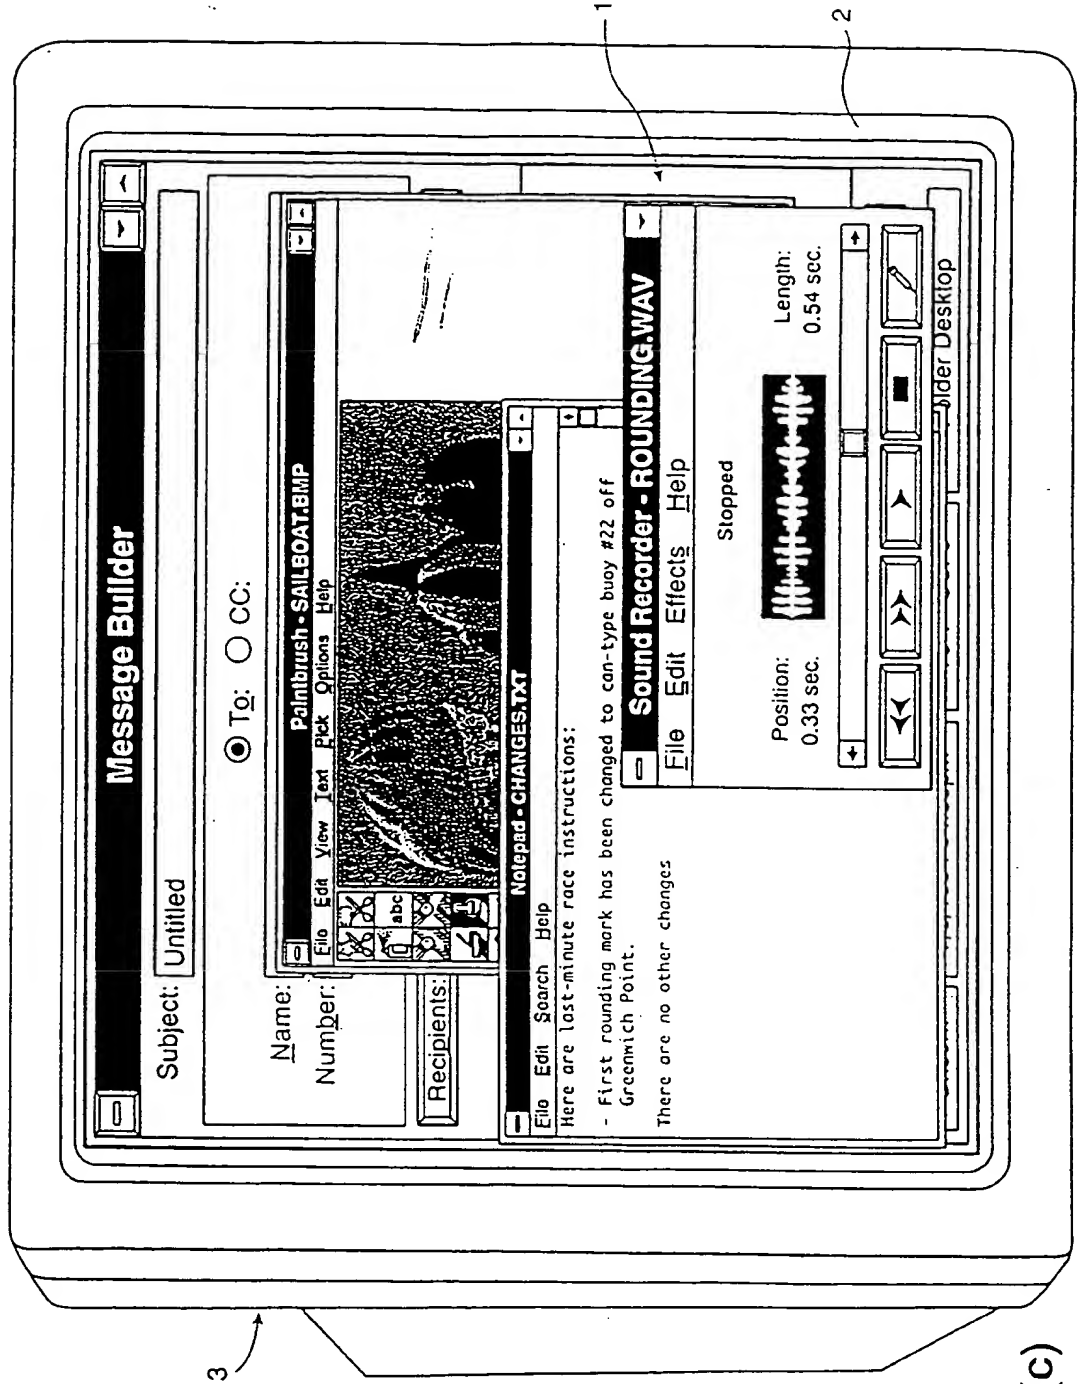 Message Builder
Subject: Untitled
To: CC:
Name:
Number:
Recipients:
Paintbrush - SAILBOAT.BMP
File Edit View Text Pick Options Help
abc
Notepad - CHANGES.TXT
File Edit Search Help
Here are last-minute race instructions:
- First rounding mark has been changed to can-type buoy #22 off
Greenwich Point.
There are no other changes
Sound Recorder - ROUNDING.WAV
File Edit Effects Help
Stopped
Position:
0.33 sec.
Length:
0.54 sec.
Desktop
1
2
3
(c)